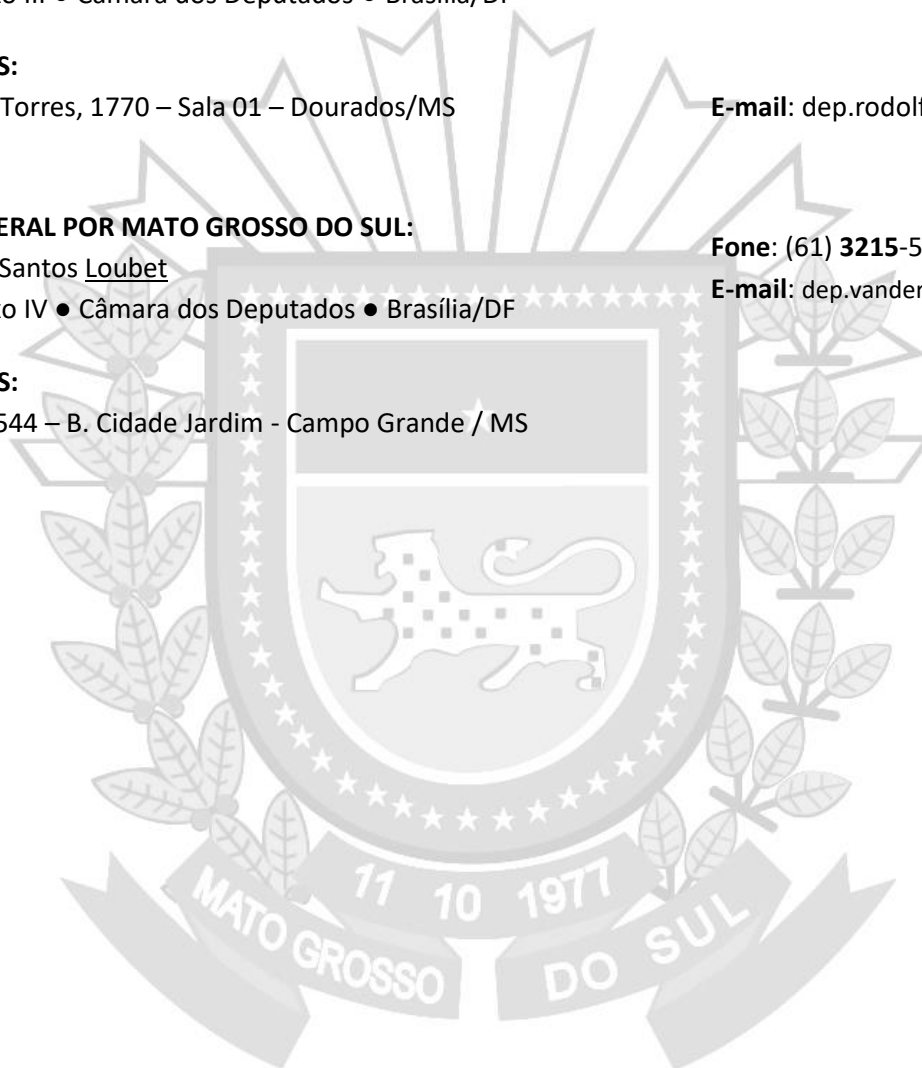 o III ● Câmara dos Deputados ● Brasília/DF
S:
Torres, 1770 – Sala 01 – Dourados/MS
E-mail: dep.rodolf
ERAL POR MATO GROSSO DO SUL:
Santos Loubet
Fone: (61) 3215-5
o IV ● Câmara dos Deputados ● Brasília/DF
E-mail: dep.vander
S:
544 – B. Cidade Jardim - Campo Grande / MS
11 10 1977
MATO GROSSO DO SUL